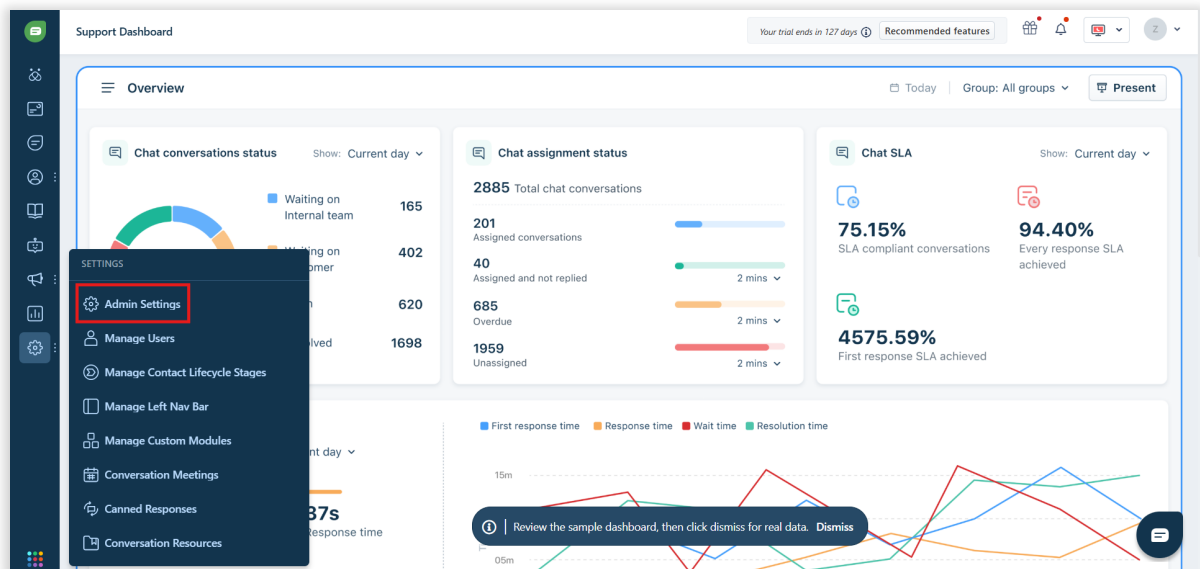 Support Dashboard
Your trial ends in 127 days
Recommended features
Z
Overview
Today
Group: All groups
Present
Chat conversations status
Show: Current day
Waiting on
Internal team
165
402
620
1698
Chat assignment status
2885 Total chat conversations
201
Assigned conversations
40
Assigned and not replied
2 mins
685
Overdue
2 mins
1959
Unassigned
2 mins
Chat SLA
Show: Current day
75.15%
SLA compliant conversations
94.40%
Every response SLA
achieved
4575.59%
First response SLA achieved
SETTINGS
Admin Settings
Manage Users
Manage Contact Lifecycle Stages
Manage Left Nav Bar
Manage Custom Modules
Conversation Meetings
Canned Responses
Conversation Resources
First response time
Response time
Wait time
Resolution time
15m
05m
Review the sample dashboard, then click dismiss for real data. Dismiss